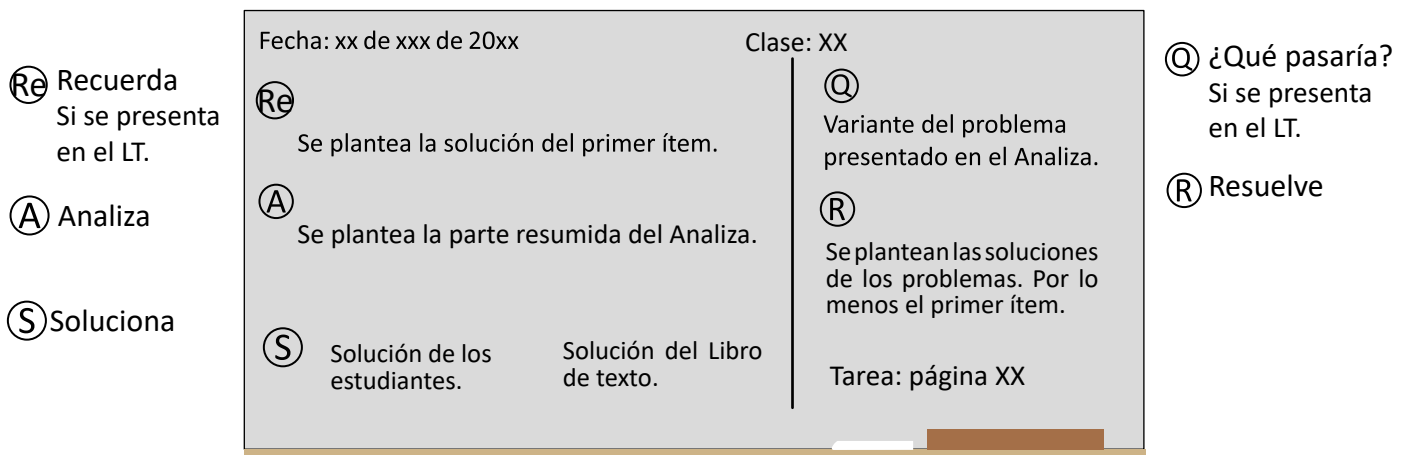 Re Recuerda
Si se presenta
en el LT.
A Analiza
S Soluciona
Fecha: xx de xxx de 20xx Clase: XX
Re
Se plantea la solución del primer ítem.
A
Se plantea la parte resumida del Analiza.
S
Solución de los
estudiantes.
Solución del Libro
de texto.
Q
Variante del problema
presentado en el Analiza.
R
Se plantean las soluciones
de los problemas. Por lo
menos el primer ítem.
Tarea: página XX
Q ¿Qué pasaría?
Si se presenta
en el LT.
R Resuelve